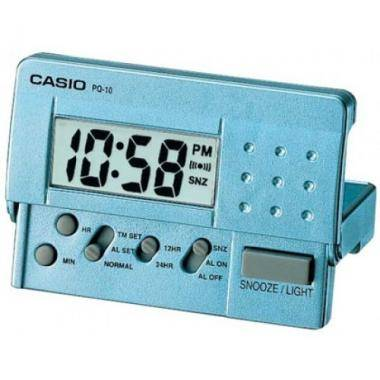 CASIO PQ-10
10:58 PM
SNZ
HR TM SET
AL SET 12HR SNZ
AL ON
MIN NORMAL 24HR AL OFF
SNOOZE / LIGHT